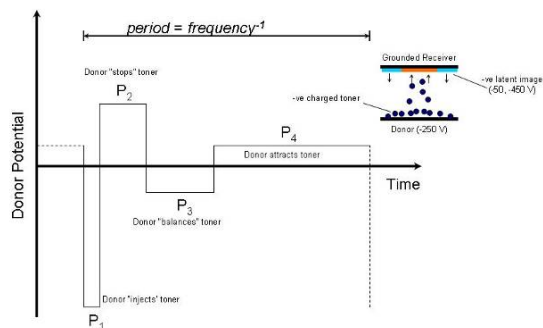 period = frequency-1
Donor "stops" toner
P2
Grounded Receiver
-ve latent image
(-50, -450 V)
-ve charged toner
Donor (-250 V)
P4
Donor attracts toner
Donor Potential
Time
P3
Donor "balances" toner
Donor "injects" toner
P1